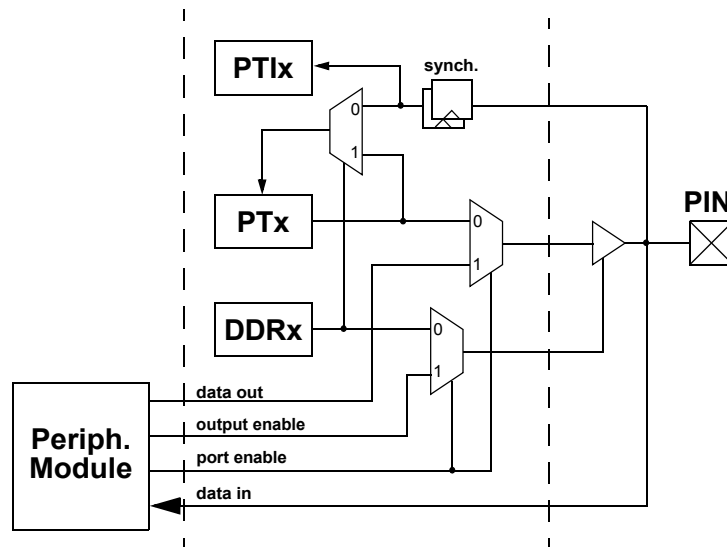 PTIx
synch.
0
1
PTx
PIN
0
1
DDRx
0
1
data out
output enable
Periph.
Module
port enable
data in